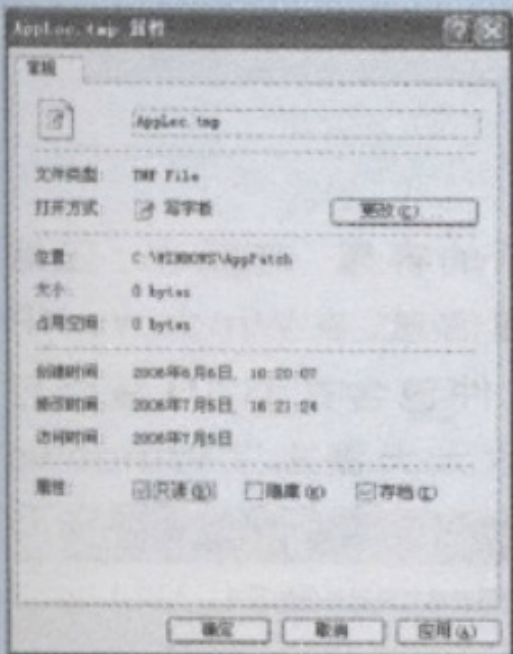 AppLoc.tmp 属性
常规
AppLoc.tmp
文件类型: TMP File
打开方式: 写字板 更改(C)...
位置: C:\WINDOWS\AppPatch
大小: 0 bytes
占用空间: 0 bytes
创建时间: 2006年6月6日, 10:20:07
修改时间: 2006年7月5日, 16:21:24
访问时间: 2006年7月5日
属性: 只读(R) 隐藏(H) 存档(I)
确定 取消 应用(A)